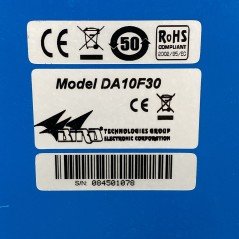 CE 50 RoHS
COMPLIANT
2002/95/EC
Model DA10F30
CE
Bird TECHNOLOGIES GROUP
ELECTRONIC CORPORATION
S/N: 084501078